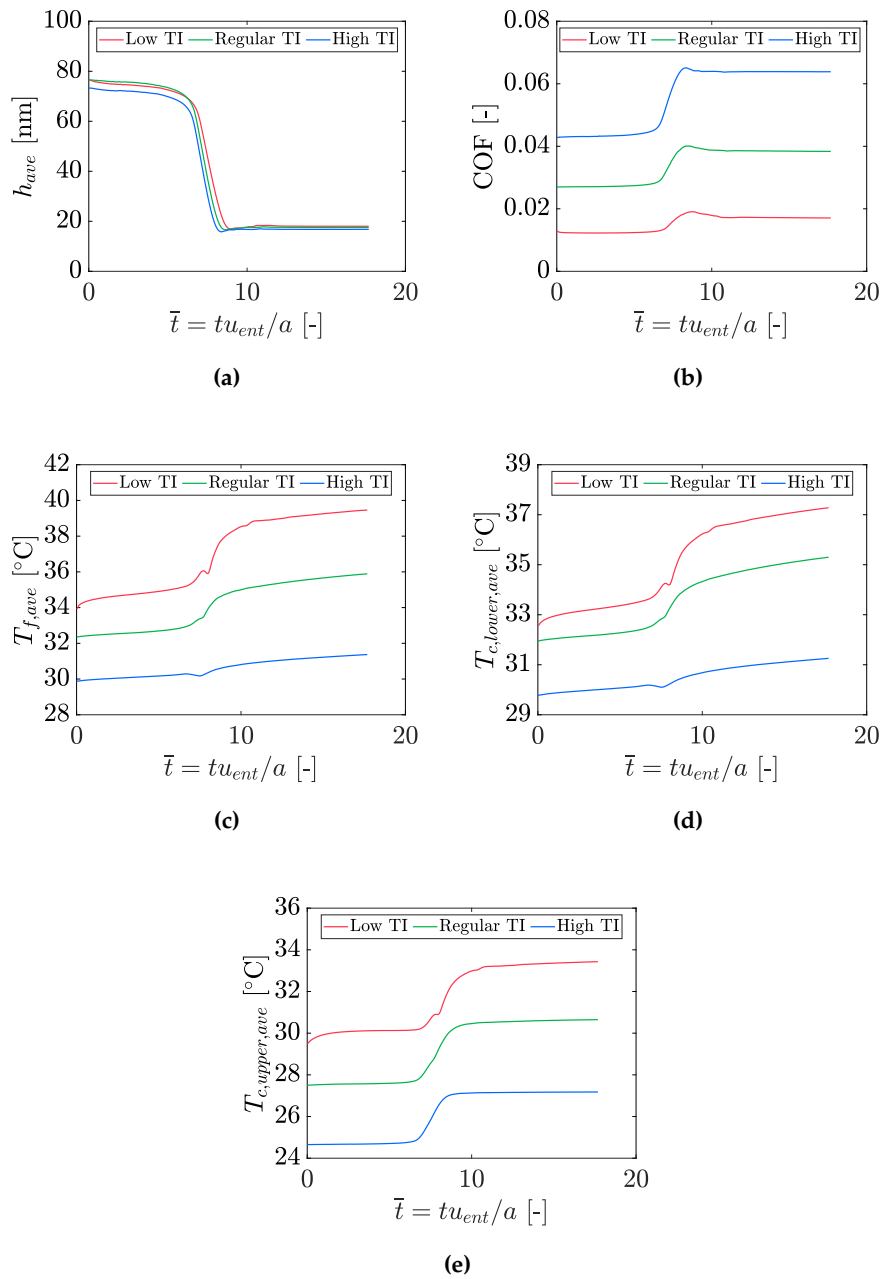 Low TI Regular TI High TI
100
80
60
40
20
0
h_ave [nm]
0 10 20
t̅ = tu_ent/a [-]
(a)
Low TI Regular TI High TI
0.08
0.06
0.04
0.02
0
COF [-]
0 10 20
t̅ = tu_ent/a [-]
(b)
Low TI Regular TI High TI
42
40
38
36
34
32
30
28
T_f,ave [°C]
0 10 20
t̅ = tu_ent/a [-]
(c)
Low TI Regular TI High TI
39
37
35
33
31
29
T_c,lower,ave [°C]
0 10 20
t̅ = tu_ent/a [-]
(d)
Low TI Regular TI High TI
36
34
32
30
28
26
24
T_c,upper,ave [°C]
0 10 20
t̅ = tu_ent/a [-]
(e)